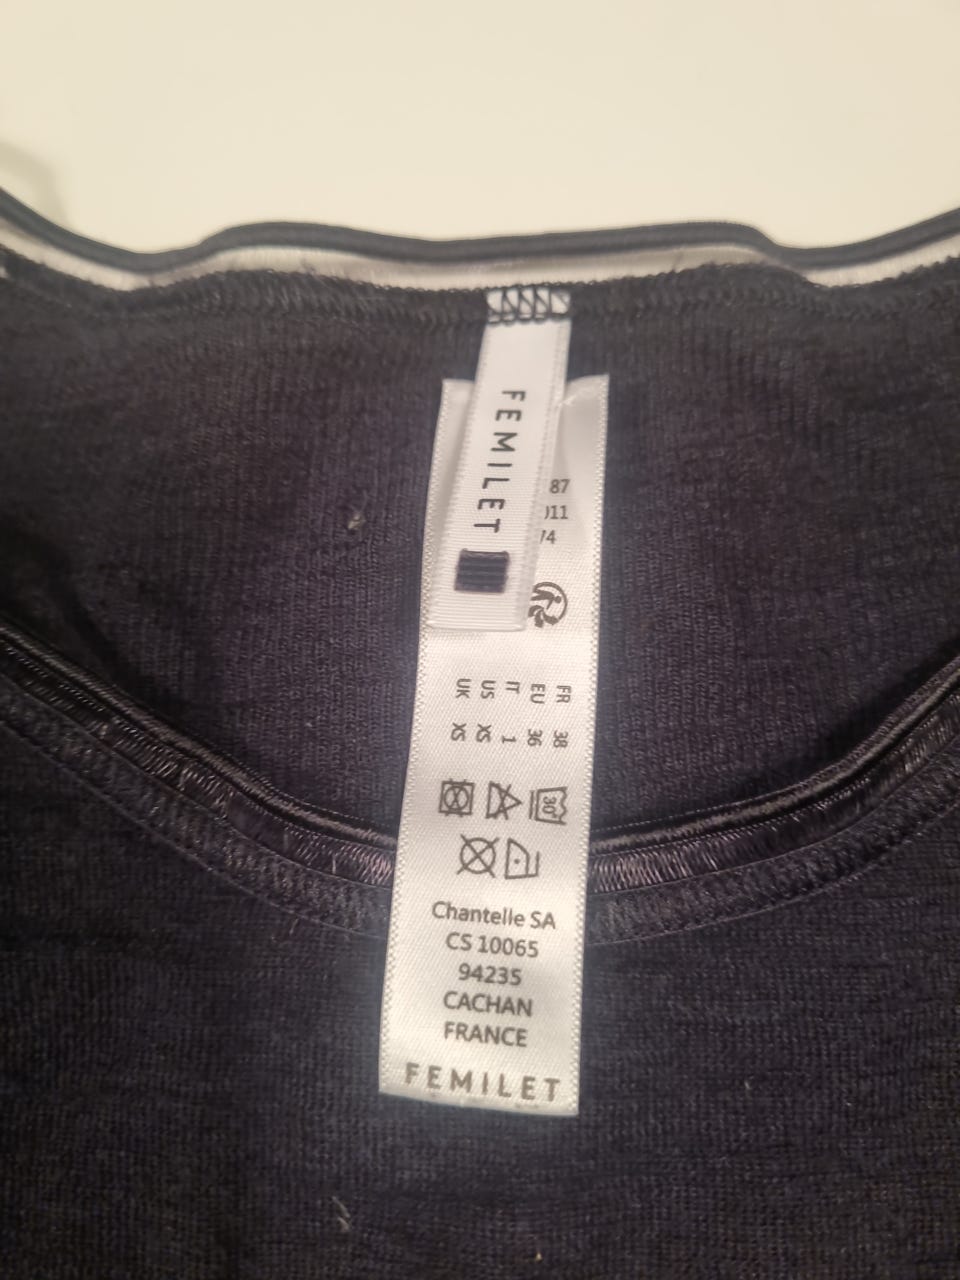 FEMILET
87
011
74
FR 38
EU 36
IT 1
US XS
UK XS
30
Chantelle SA
CS 10065
94235
CACHAN
FRANCE
FEMILET